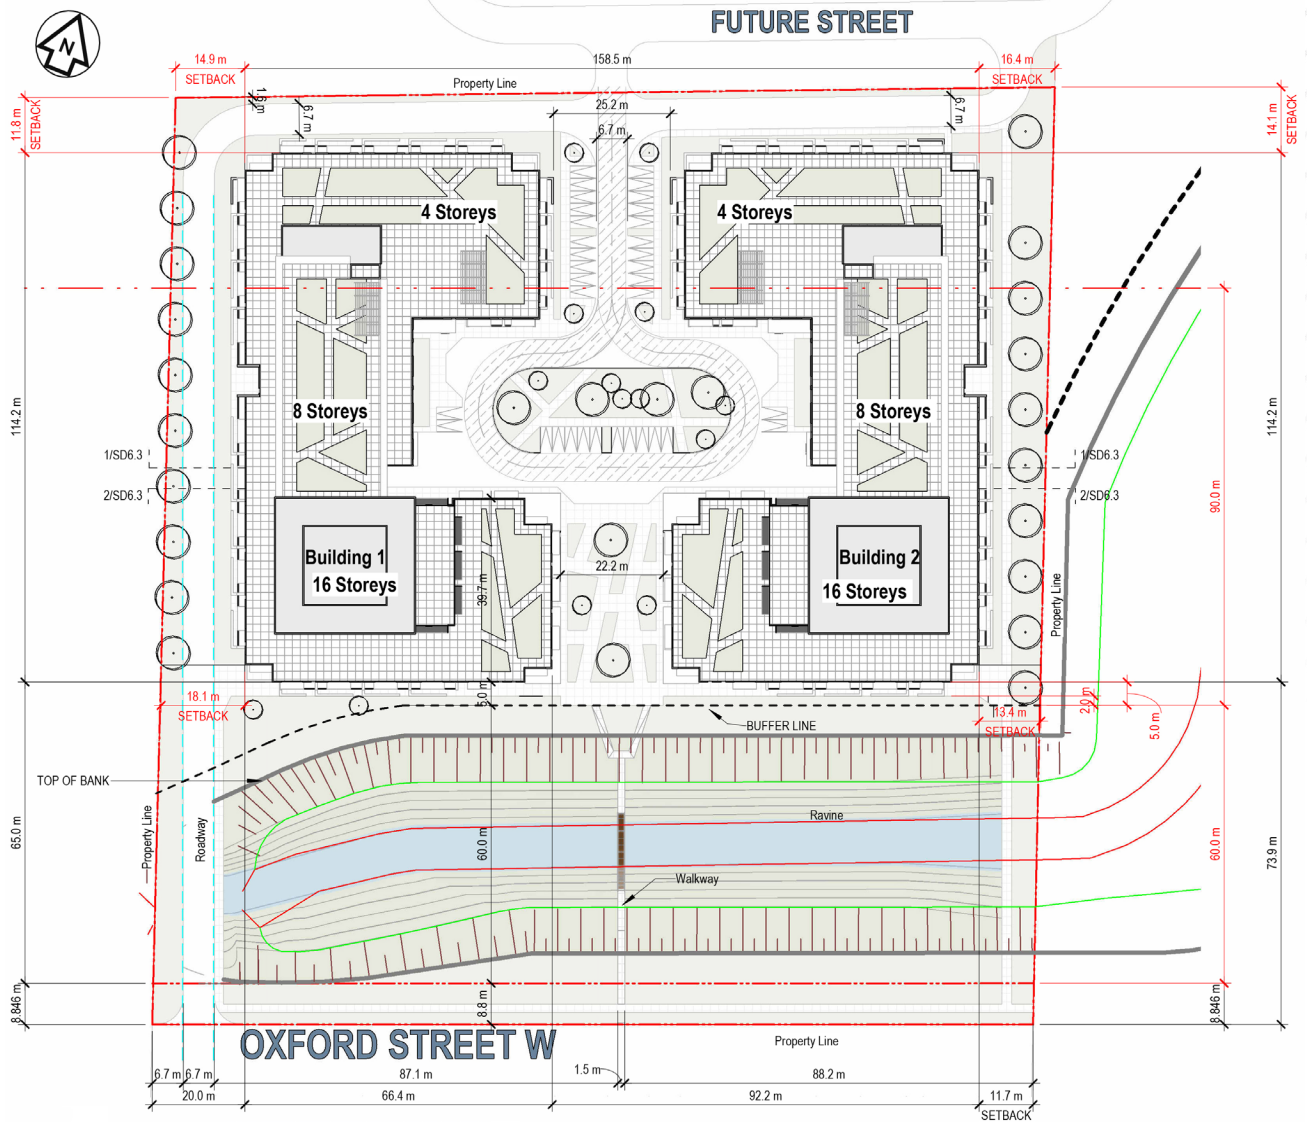 FUTURE STREET
N
14.9 m
SETBACK
158.5 m
16.4 m
SETBACK
Property Line
11.8 m
SETBACK
1.6 m
6.7 m
25.2 m
6.7 m
6.7 m
14.1 m
SETBACK
4 Storeys
4 Storeys
8 Storeys
8 Storeys
114.2 m
114.2 m
1/SD6.3
1/SD6.3
2/SD6.3
2/SD6.3
90.0 m
Building 1
16 Storeys
22.2 m
Building 2
16 Storeys
39.7 m
Property Line
18.1 m
SETBACK
5.0 m
BUFFER LINE
13.4 m
SETBACK
2.0 m
5.0 m
TOP OF BANK
Ravine
Property Line
Roadway
65.0 m
60.0 m
60.0 m
73.9 m
Walkway
8.846 m
8.8 m
8.846 m
OXFORD STREET W
Property Line
6.7 m
6.7 m
87.1 m
1.5 m
88.2 m
20.0 m
66.4 m
92.2 m
11.7 m
SETBACK